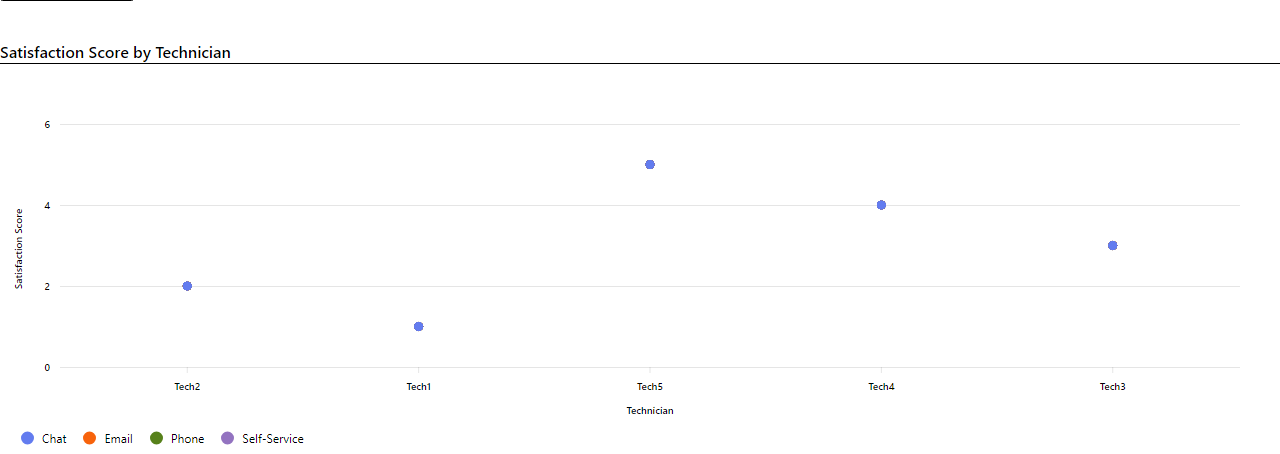 Satisfaction Score by Technician
6
4
2
0
Satisfaction Score
Tech2 Tech1 Tech5 Tech4 Tech3
Technician
Chat Email Phone Self-Service